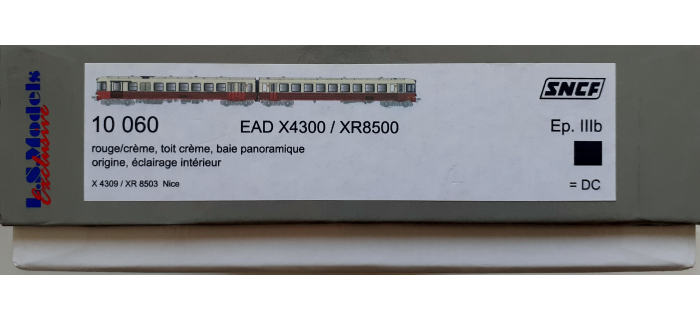 L.S.Models
exclusive
SNCF
10 060
EAD X4300 / XR8500
Ep. IIIb
rouge/crème, toit crème, baie panoramique
origine, éclairage intérieur
X 4309 / XR 8503 Nice
= DC